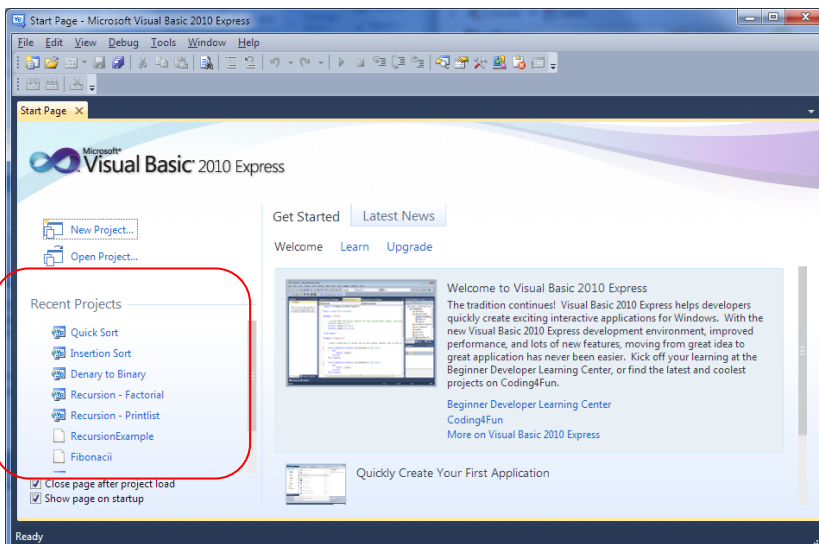 Start Page - Microsoft Visual Basic 2010 Express
File Edit View Debug Tools Window Help
Start Page
Microsoft
Visual Basic 2010 Express
New Project...
Open Project...
Recent Projects
Quick Sort
Insertion Sort
Denary to Binary
Recursion - Factorial
Recursion - Printlist
RecursionExample
Fibonacii
Close page after project load
Show page on startup
Get Started Latest News
Welcome Learn Upgrade
Welcome to Visual Basic 2010 Express
The tradition continues! Visual Basic 2010 Express helps developers
quickly create exciting interactive applications for Windows. With the
new Visual Basic 2010 Express development environment, improved
performance, and lots of new features, moving from great idea to
great application has never been easier. Kick off your learning at the
Beginner Developer Learning Center, or find the latest and coolest
projects on Coding4Fun.
Beginner Developer Learning Center
Coding4Fun
More on Visual Basic 2010 Express
Quickly Create Your First Application
Ready